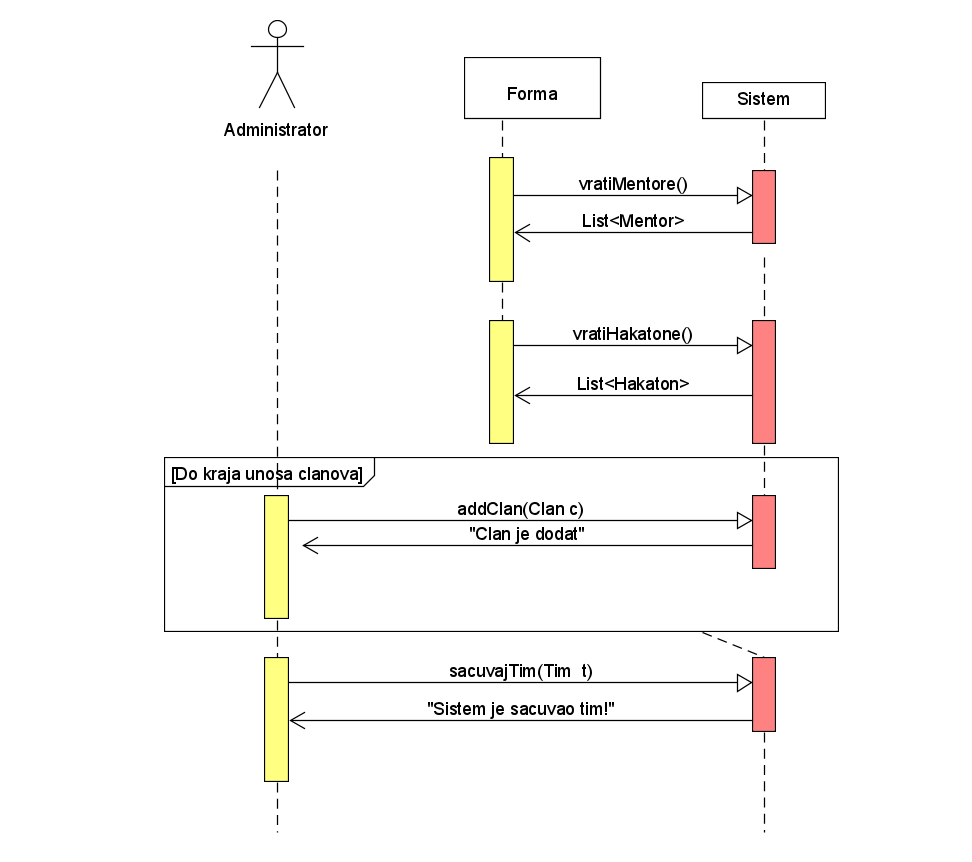 Administrator
Forma
Sistem
vratiMentore()
List<Mentor>
vratiHakatone()
List<Hakaton>
[Do kraja unosa clanova]
addClan(Clan c)
"Clan je dodat"
sacuvajTim(Tim  t)
"Sistem je sacuvao tim!"